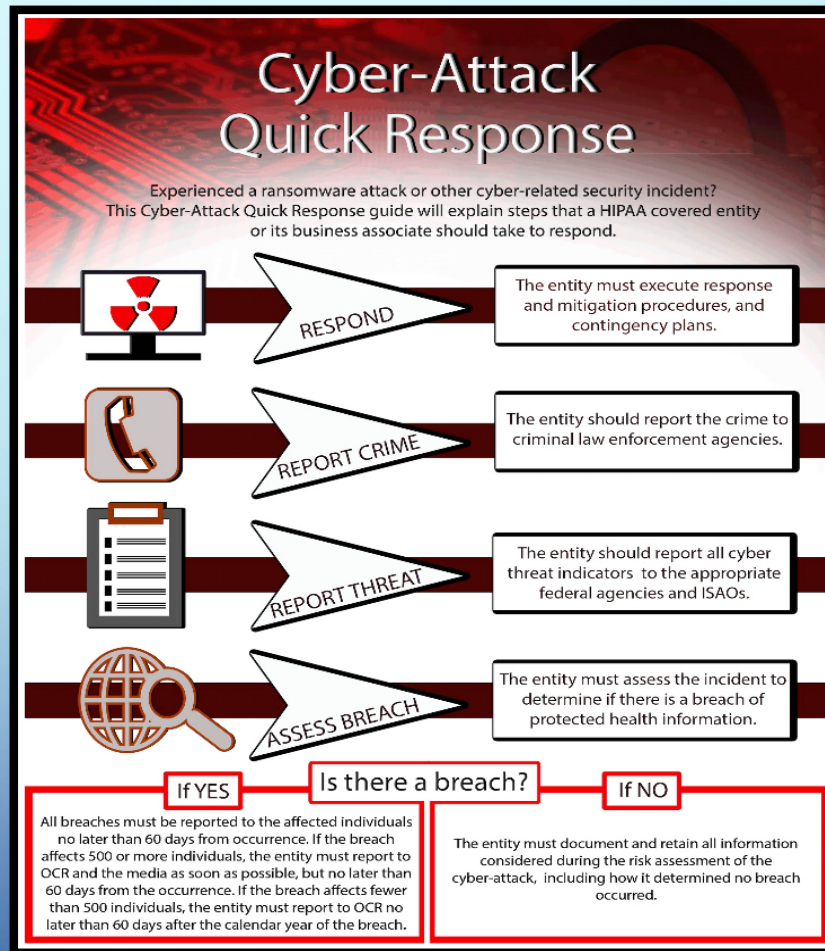 Cyber-Attack
Quick Response
Experienced a ransomware attack or other cyber-related security incident?
This Cyber-Attack Quick Response guide will explain steps that a HIPAA covered entity
or its business associate should take to respond.
RESPOND
The entity must execute response
and mitigation procedures, and
contingency plans.
REPORT CRIME
The entity should report the crime to
criminal law enforcement agencies.
REPORT THREAT
The entity should report all cyber
threat indicators to the appropriate
federal agencies and ISAOs.
ASSESS BREACH
The entity must assess the incident to
determine if there is a breach of
protected health information.
Is there a breach?
If YES
All breaches must be reported to the affected individuals
no later than 60 days from occurrence. If the breach
affects 500 or more individuals, the entity must report to
OCR and the media as soon as possible, but no later than
60 days from the occurrence. If the breach affects fewer
than 500 individuals, the entity must report to OCR no
later than 60 days after the calendar year of the breach.
If NO
The entity must document and retain all information
considered during the risk assessment of the
cyber-attack, including how it determined no breach
occurred.